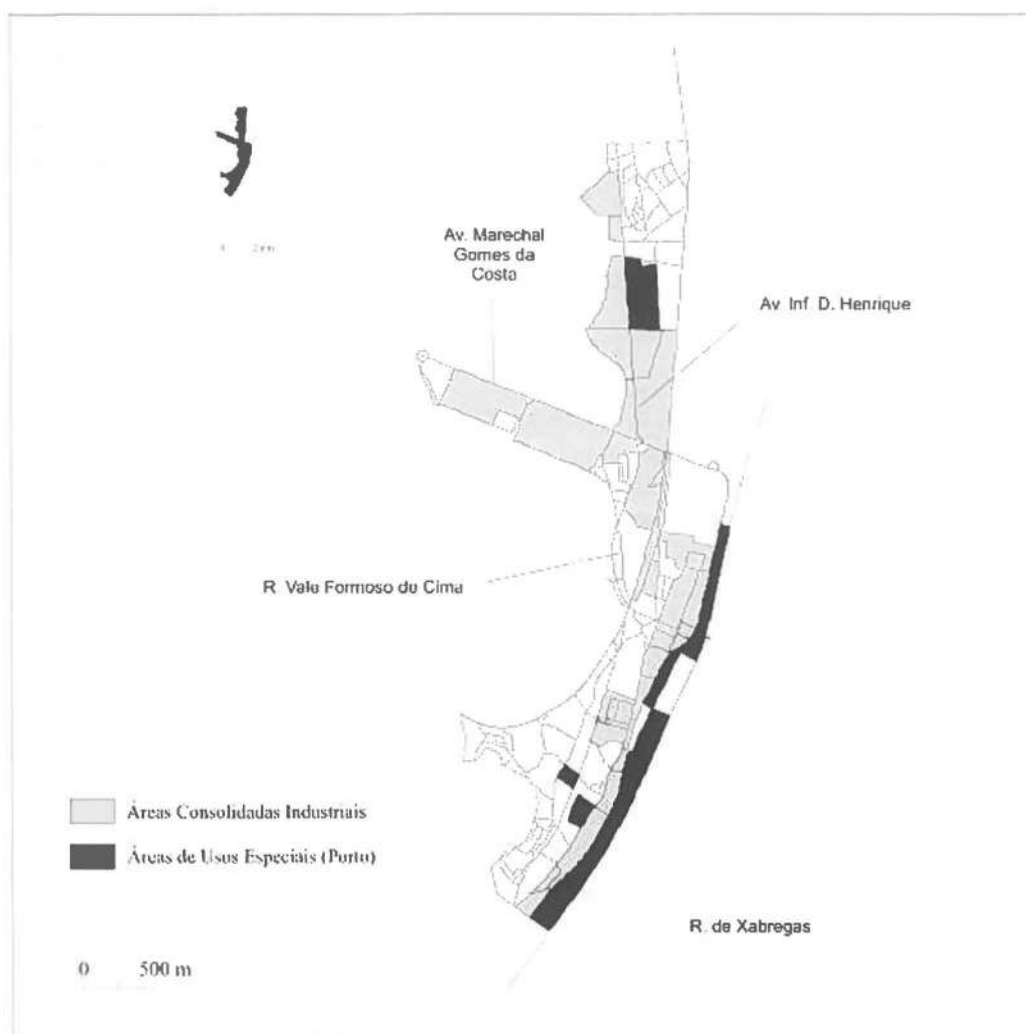 Av. Marechal
Gomes da
Costa
Av Inf D. Henrique
R Vale Formoso de Cima
Áreas Consolidadas Industriais
Áreas de Usos Especiais (Porto)
R. de Xabregas
0 500 m